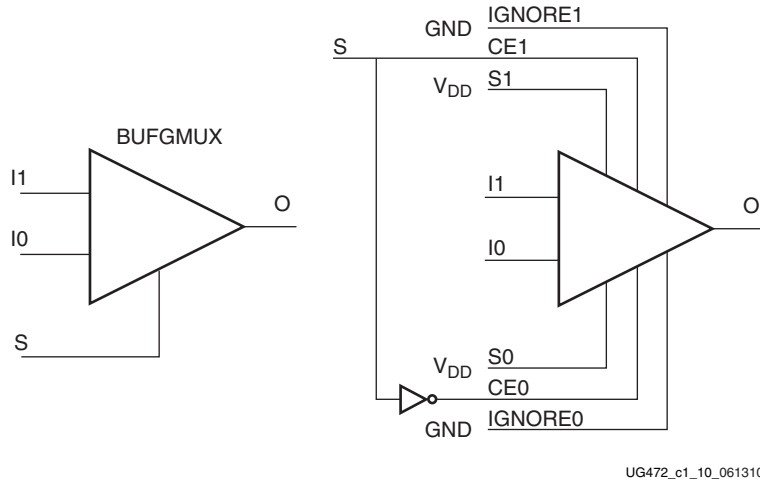 BUFGMUX
I1
I0
S
O
S
GND IGNORE1
CE1
VDD S1
I1
I0
O
VDD S0
CE0
GND IGNORE0
UG472_c1_10_061310